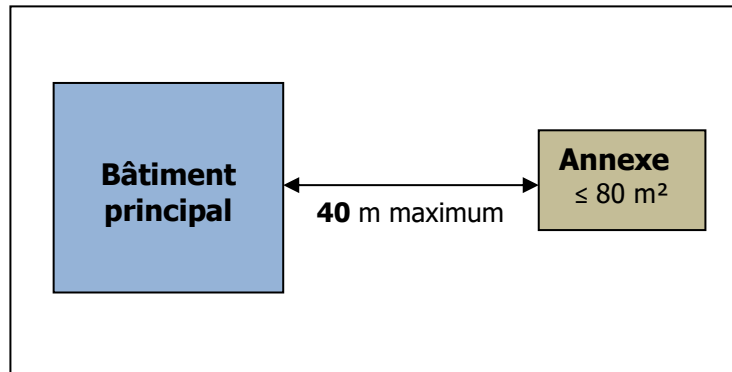 Bâtiment
principal
40 m maximum
Annexe
≤ 80 m²